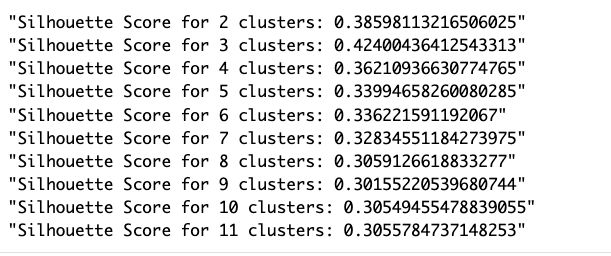 "Silhouette Score for 2 clusters: 0.38598113216506025"
"Silhouette Score for 3 clusters: 0.42400436412543313"
"Silhouette Score for 4 clusters: 0.36210936630774765"
"Silhouette Score for 5 clusters: 0.33994658260080285"
"Silhouette Score for 6 clusters: 0.336221591192067"
"Silhouette Score for 7 clusters: 0.32834551184273975"
"Silhouette Score for 8 clusters: 0.3059126618833277"
"Silhouette Score for 9 clusters: 0.30155220539680744"
"Silhouette Score for 10 clusters: 0.30549455478839055"
"Silhouette Score for 11 clusters: 0.3055784737148253"